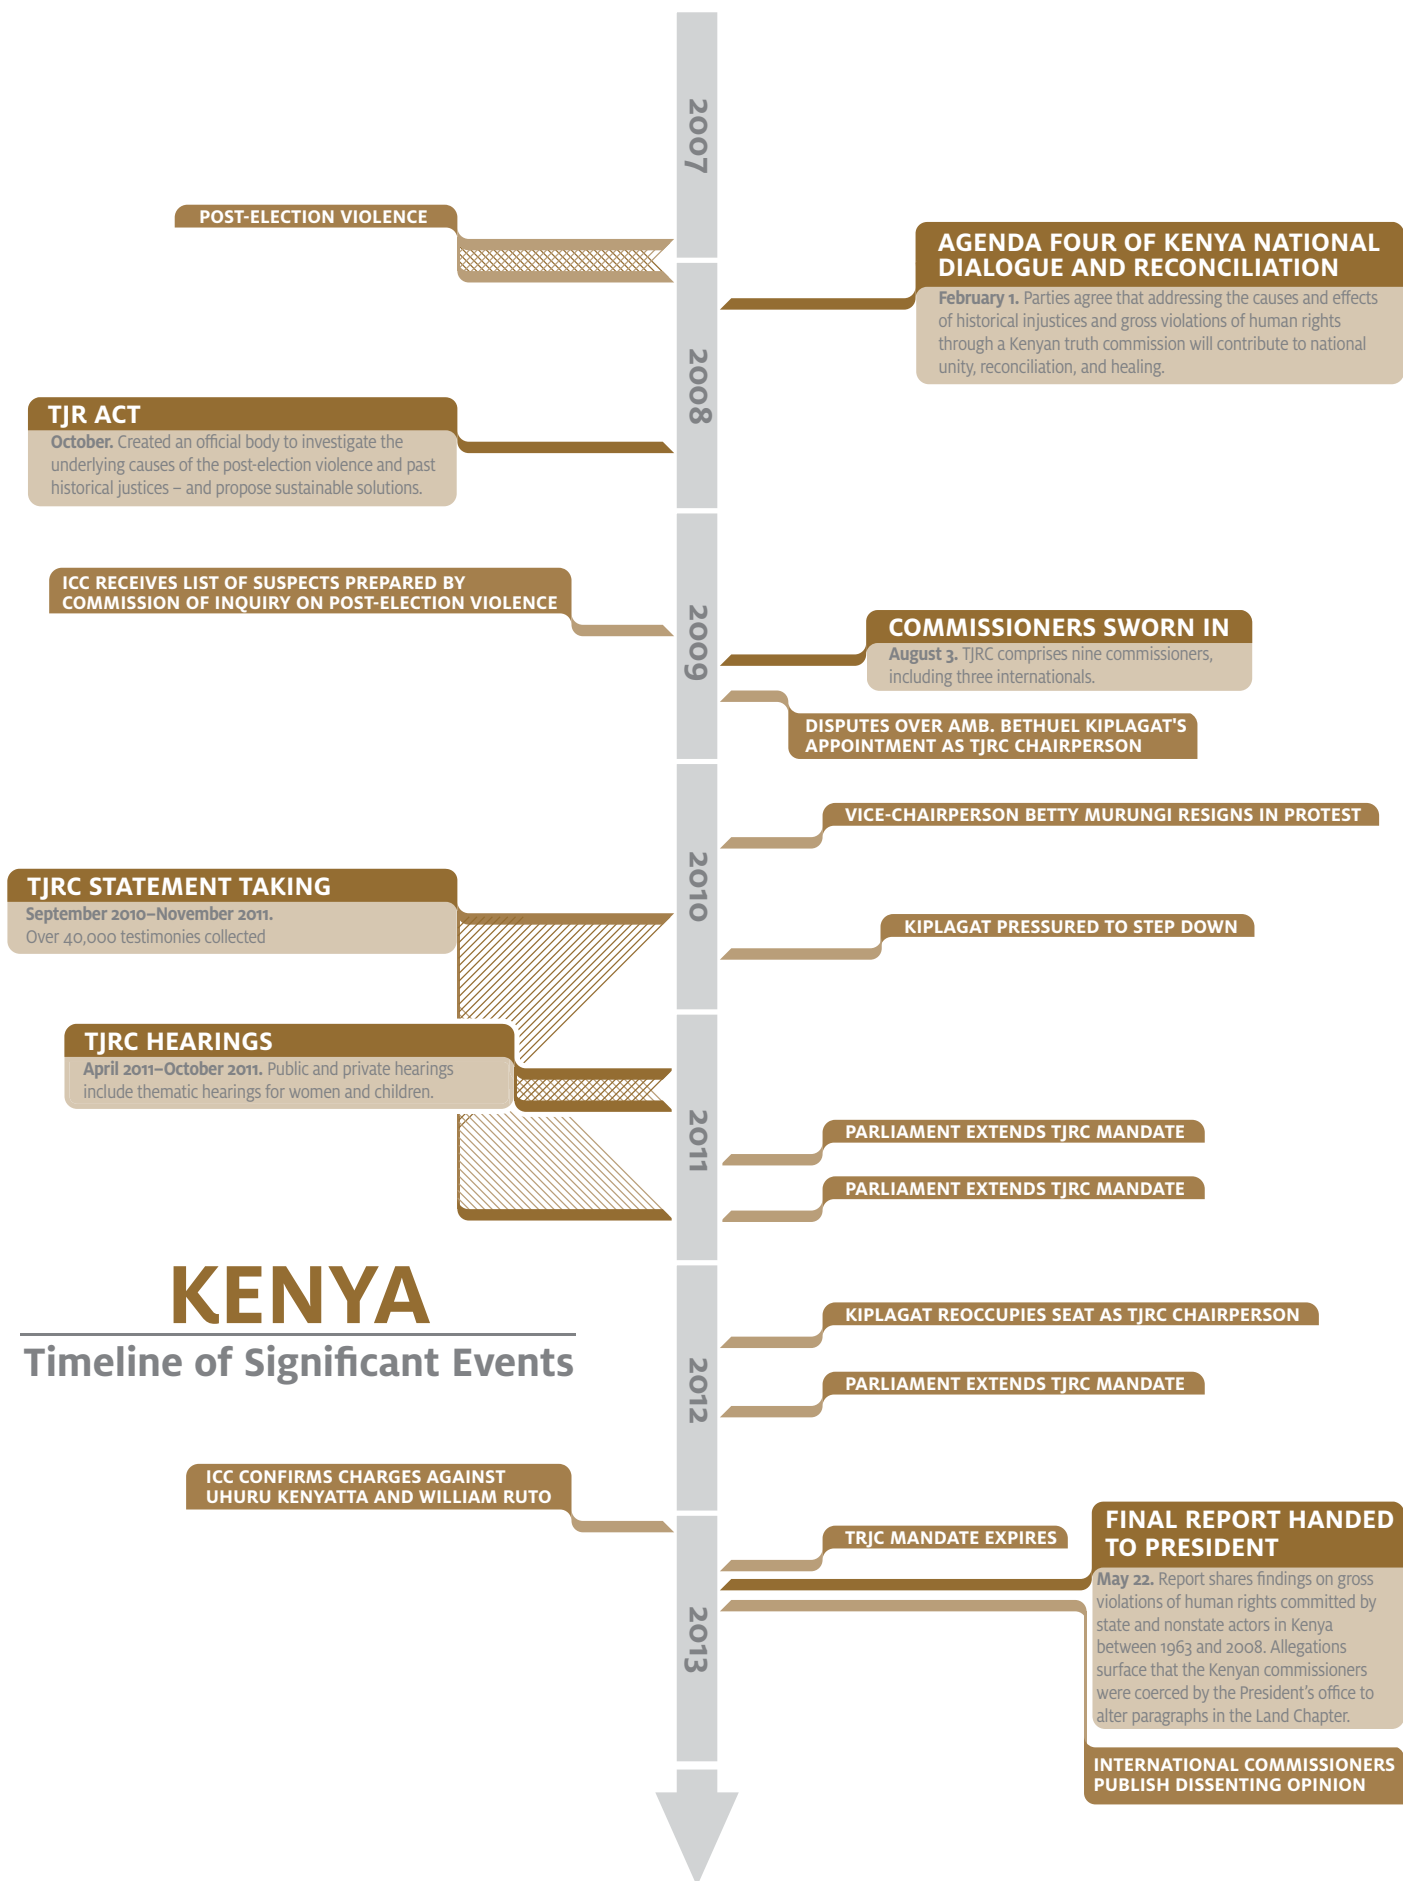 2007
POST-ELECTION VIOLENCE
AGENDA FOUR OF KENYA NATIONAL
DIALOGUE AND RECONCILIATION
February 1. Parties agree that addressing the causes and effects
of historical injustices and gross violations of human rights
through a Kenyan truth commission will contribute to national
unity, reconciliation, and healing.
2008
TJR ACT
October. Created an official body to investigate the
underlying causes of the post-election violence and past
historical justices – and propose sustainable solutions.
ICC RECEIVES LIST OF SUSPECTS PREPARED BY
COMMISSION OF INQUIRY ON POST-ELECTION VIOLENCE
2009
COMMISSIONERS SWORN IN
August 3. TJRC comprises nine commissioners,
including three internationals.
DISPUTES OVER AMB. BETHUEL KIPLAGAT'S
APPOINTMENT AS TJRC CHAIRPERSON
VICE-CHAIRPERSON BETTY MURUNGI RESIGNS IN PROTEST
2010
TJRC STATEMENT TAKING
September 2010–November 2011.
Over 40,000 testimonies collected
KIPLAGAT PRESSURED TO STEP DOWN
TJRC HEARINGS
April 2011–October 2011. Public and private hearings
include thematic hearings for women and children.
2011
PARLIAMENT EXTENDS TJRC MANDATE
PARLIAMENT EXTENDS TJRC MANDATE
KENYA
Timeline of Significant Events
KIPLAGAT REOCCUPIES SEAT AS TJRC CHAIRPERSON
2012
PARLIAMENT EXTENDS TJRC MANDATE
ICC CONFIRMS CHARGES AGAINST
UHURU KENYATTA AND WILLIAM RUTO
TRJC MANDATE EXPIRES
FINAL REPORT HANDED
TO PRESIDENT
May 22. Report shares findings on gross
violations of human rights committed by
state and nonstate actors in Kenya
between 1963 and 2008. Allegations
surface that the Kenyan commissioners
were coerced by the President’s office to
alter paragraphs in the Land Chapter.
2013
INTERNATIONAL COMMISSIONERS
PUBLISH DISSENTING OPINION